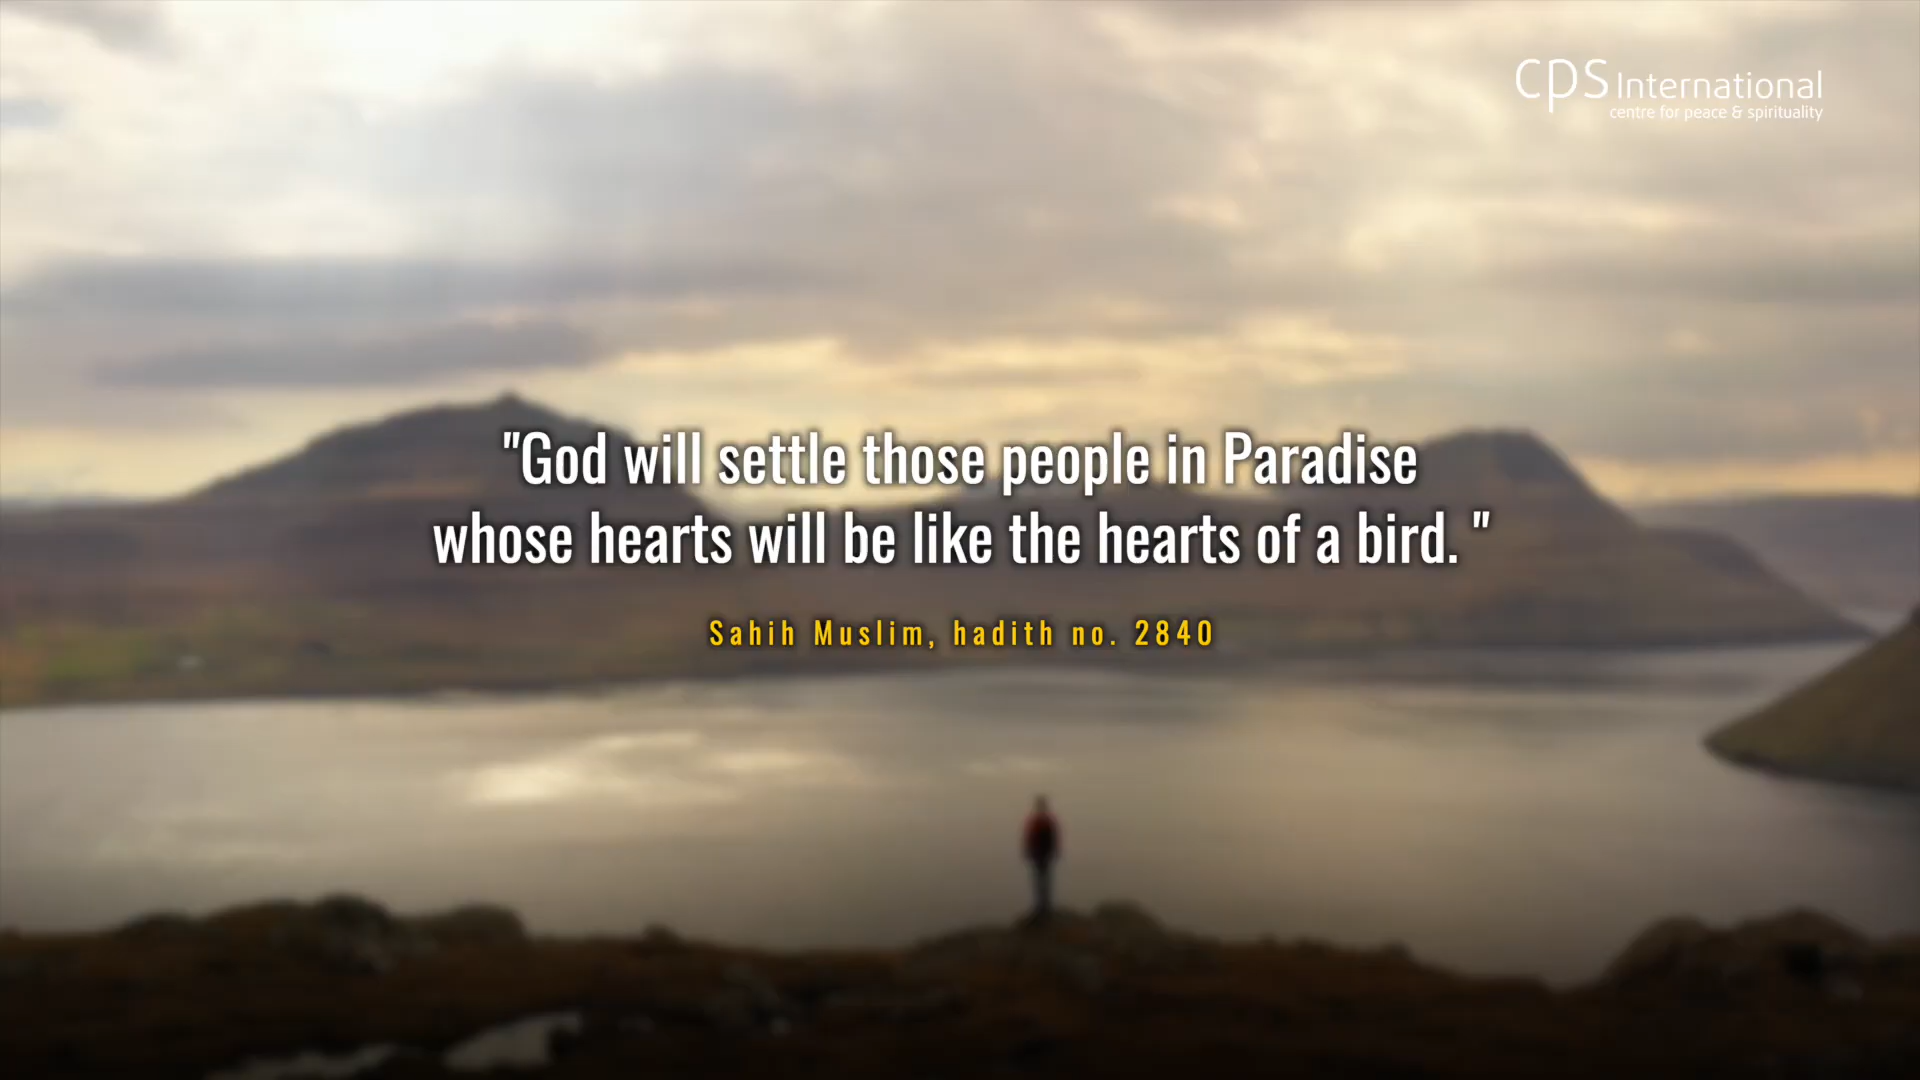 cps International
centre for peace & spirituality
"God will settle those people in Paradise
whose hearts will be like the hearts of a bird. "
Sahih Muslim, hadith no. 2840